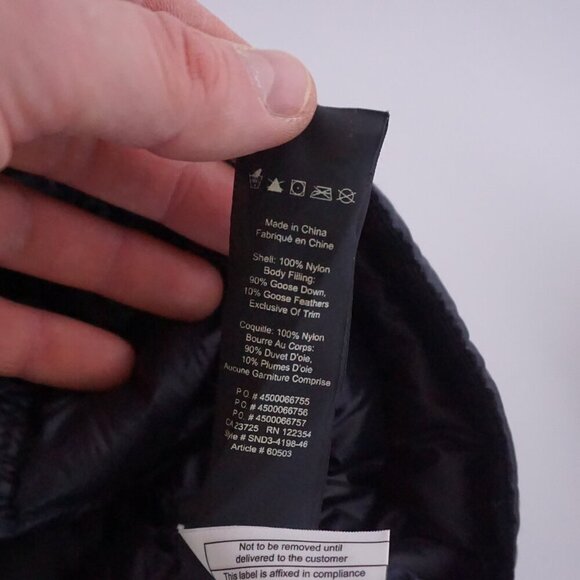 Made in China
Fabriqué en Chine
Shell: 100% Nylon
Body Filling:
90% Goose Down,
10% Goose Feathers
Exclusive Of Trim
Coquille: 100% Nylon
Bourre Au Corps:
90% Duvet D'oie,
10% Plumes D'oie
Aucune Garniture Comprise
P.O. # 4500066755
P.O. # 4500066756
P.O. # 4500066757
CA 23725 RN 122354
Style # SND3-4198-46
Article # 60503
Not to be removed until
delivered to the customer
This label is affixed in compliance